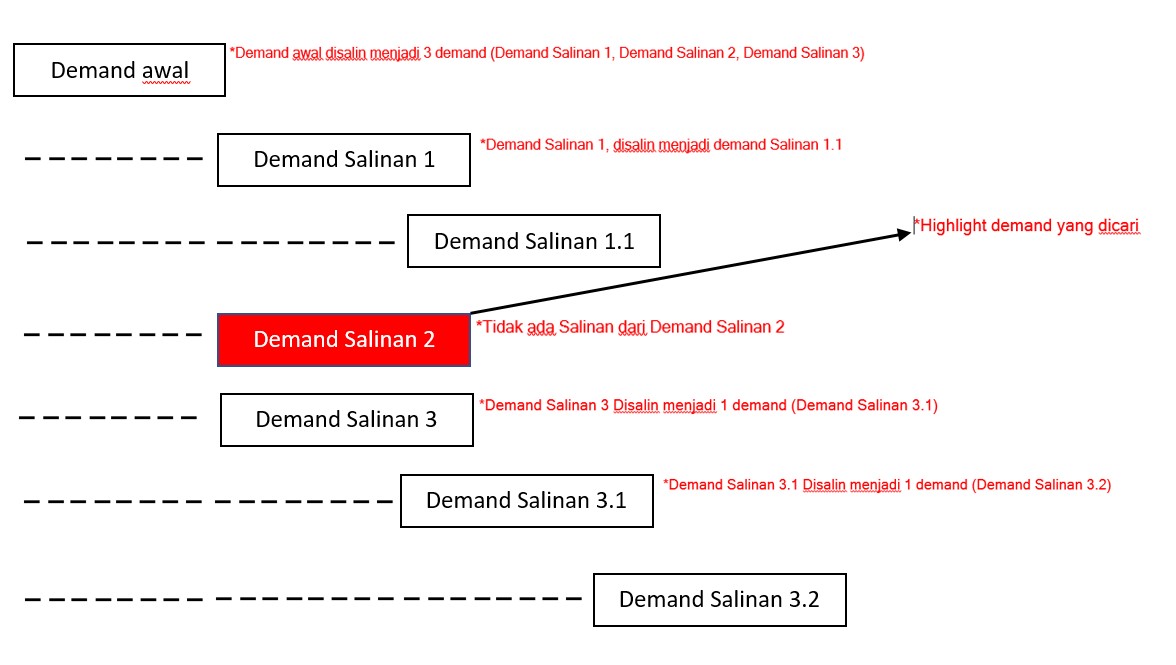 Demand awal
*Demand awal disalin menjadi 3 demand (Demand Salinan 1, Demand Salinan 2, Demand Salinan 3)
Demand Salinan 1
*Demand Salinan 1, disalin menjadi demand Salinan 1.1
*Highlight demand yang dicari
Demand Salinan 1.1
Demand Salinan 2
*Tidak ada Salinan dari Demand Salinan 2
Demand Salinan 3
*Demand Salinan 3 Disalin menjadi 1 demand (Demand Salinan 3.1)
Demand Salinan 3.1
*Demand Salinan 3.1 Disalin menjadi 1 demand (Demand Salinan 3.2)
Demand Salinan 3.2